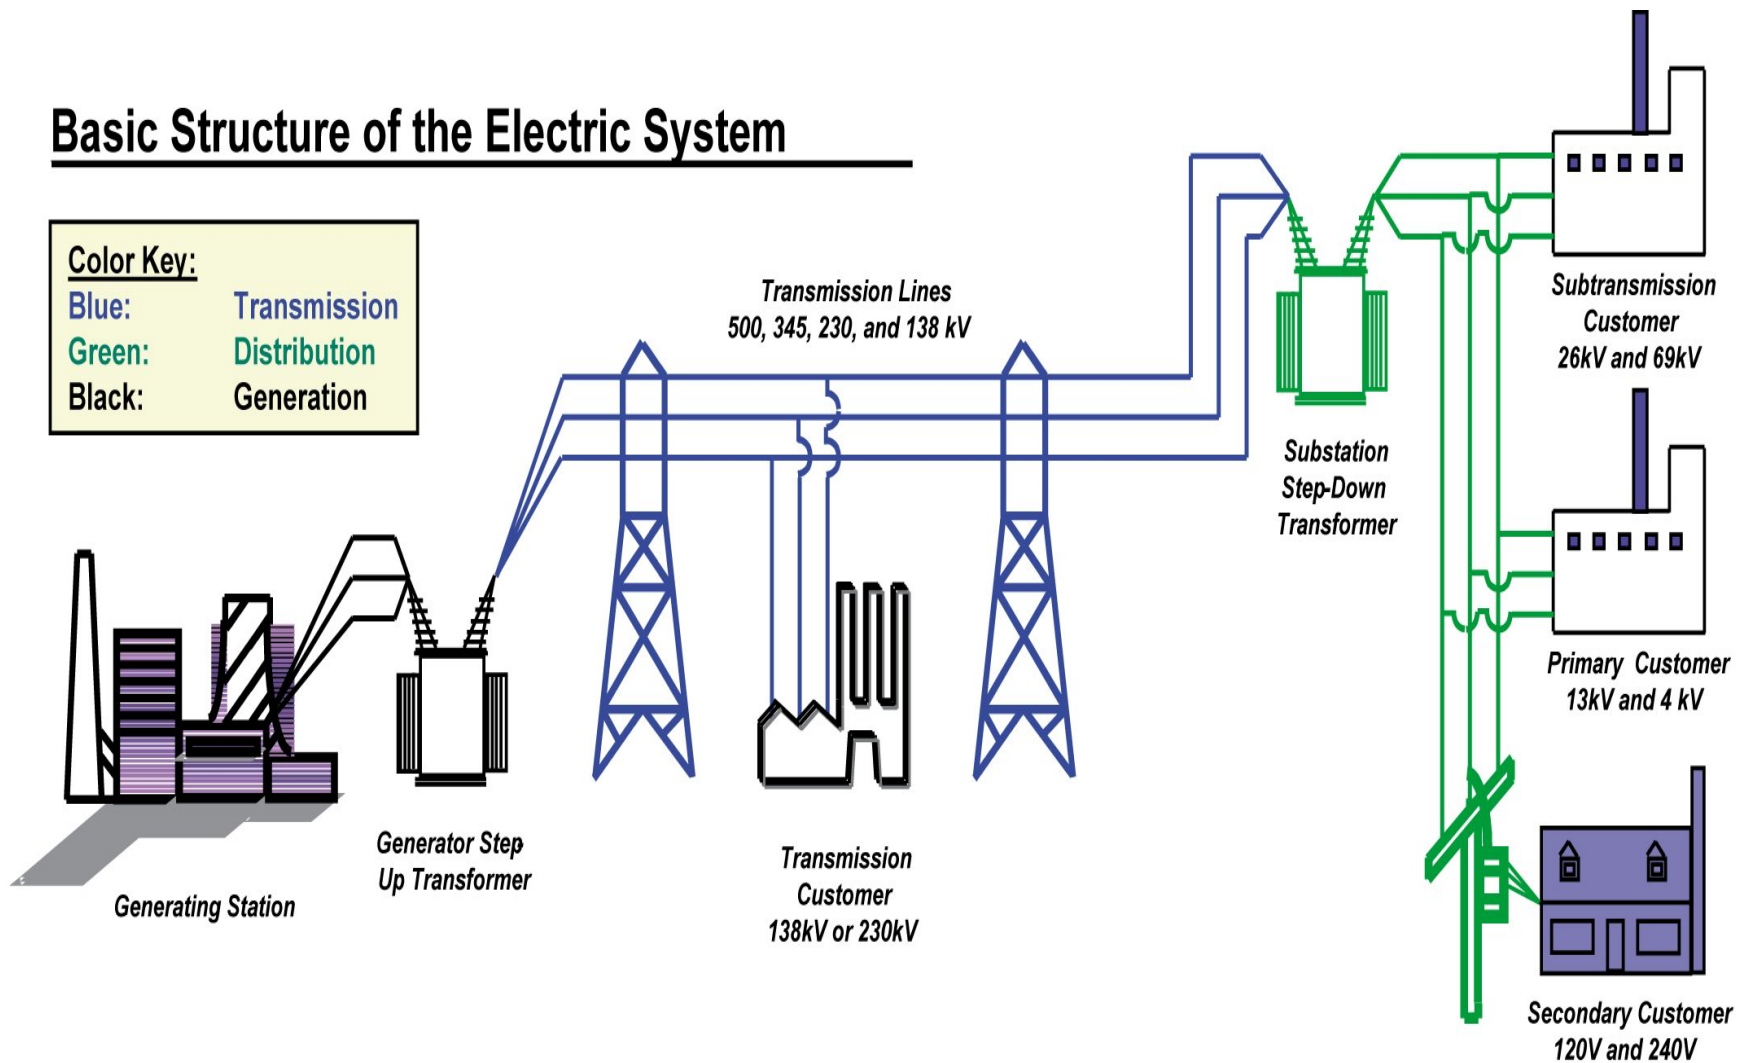 Basic Structure of the Electric System
Color Key:
Blue: Transmission
Green: Distribution
Black: Generation
Transmission Lines
500, 345, 230, and 138 kV
Subtransmission
Customer
26kV and 69kV
Substation
Step-Down
Transformer
Primary Customer
13kV and 4 kV
Generator Step
Up Transformer
Transmission
Customer
138kV or 230kV
Generating Station
Secondary Customer
120V and 240V